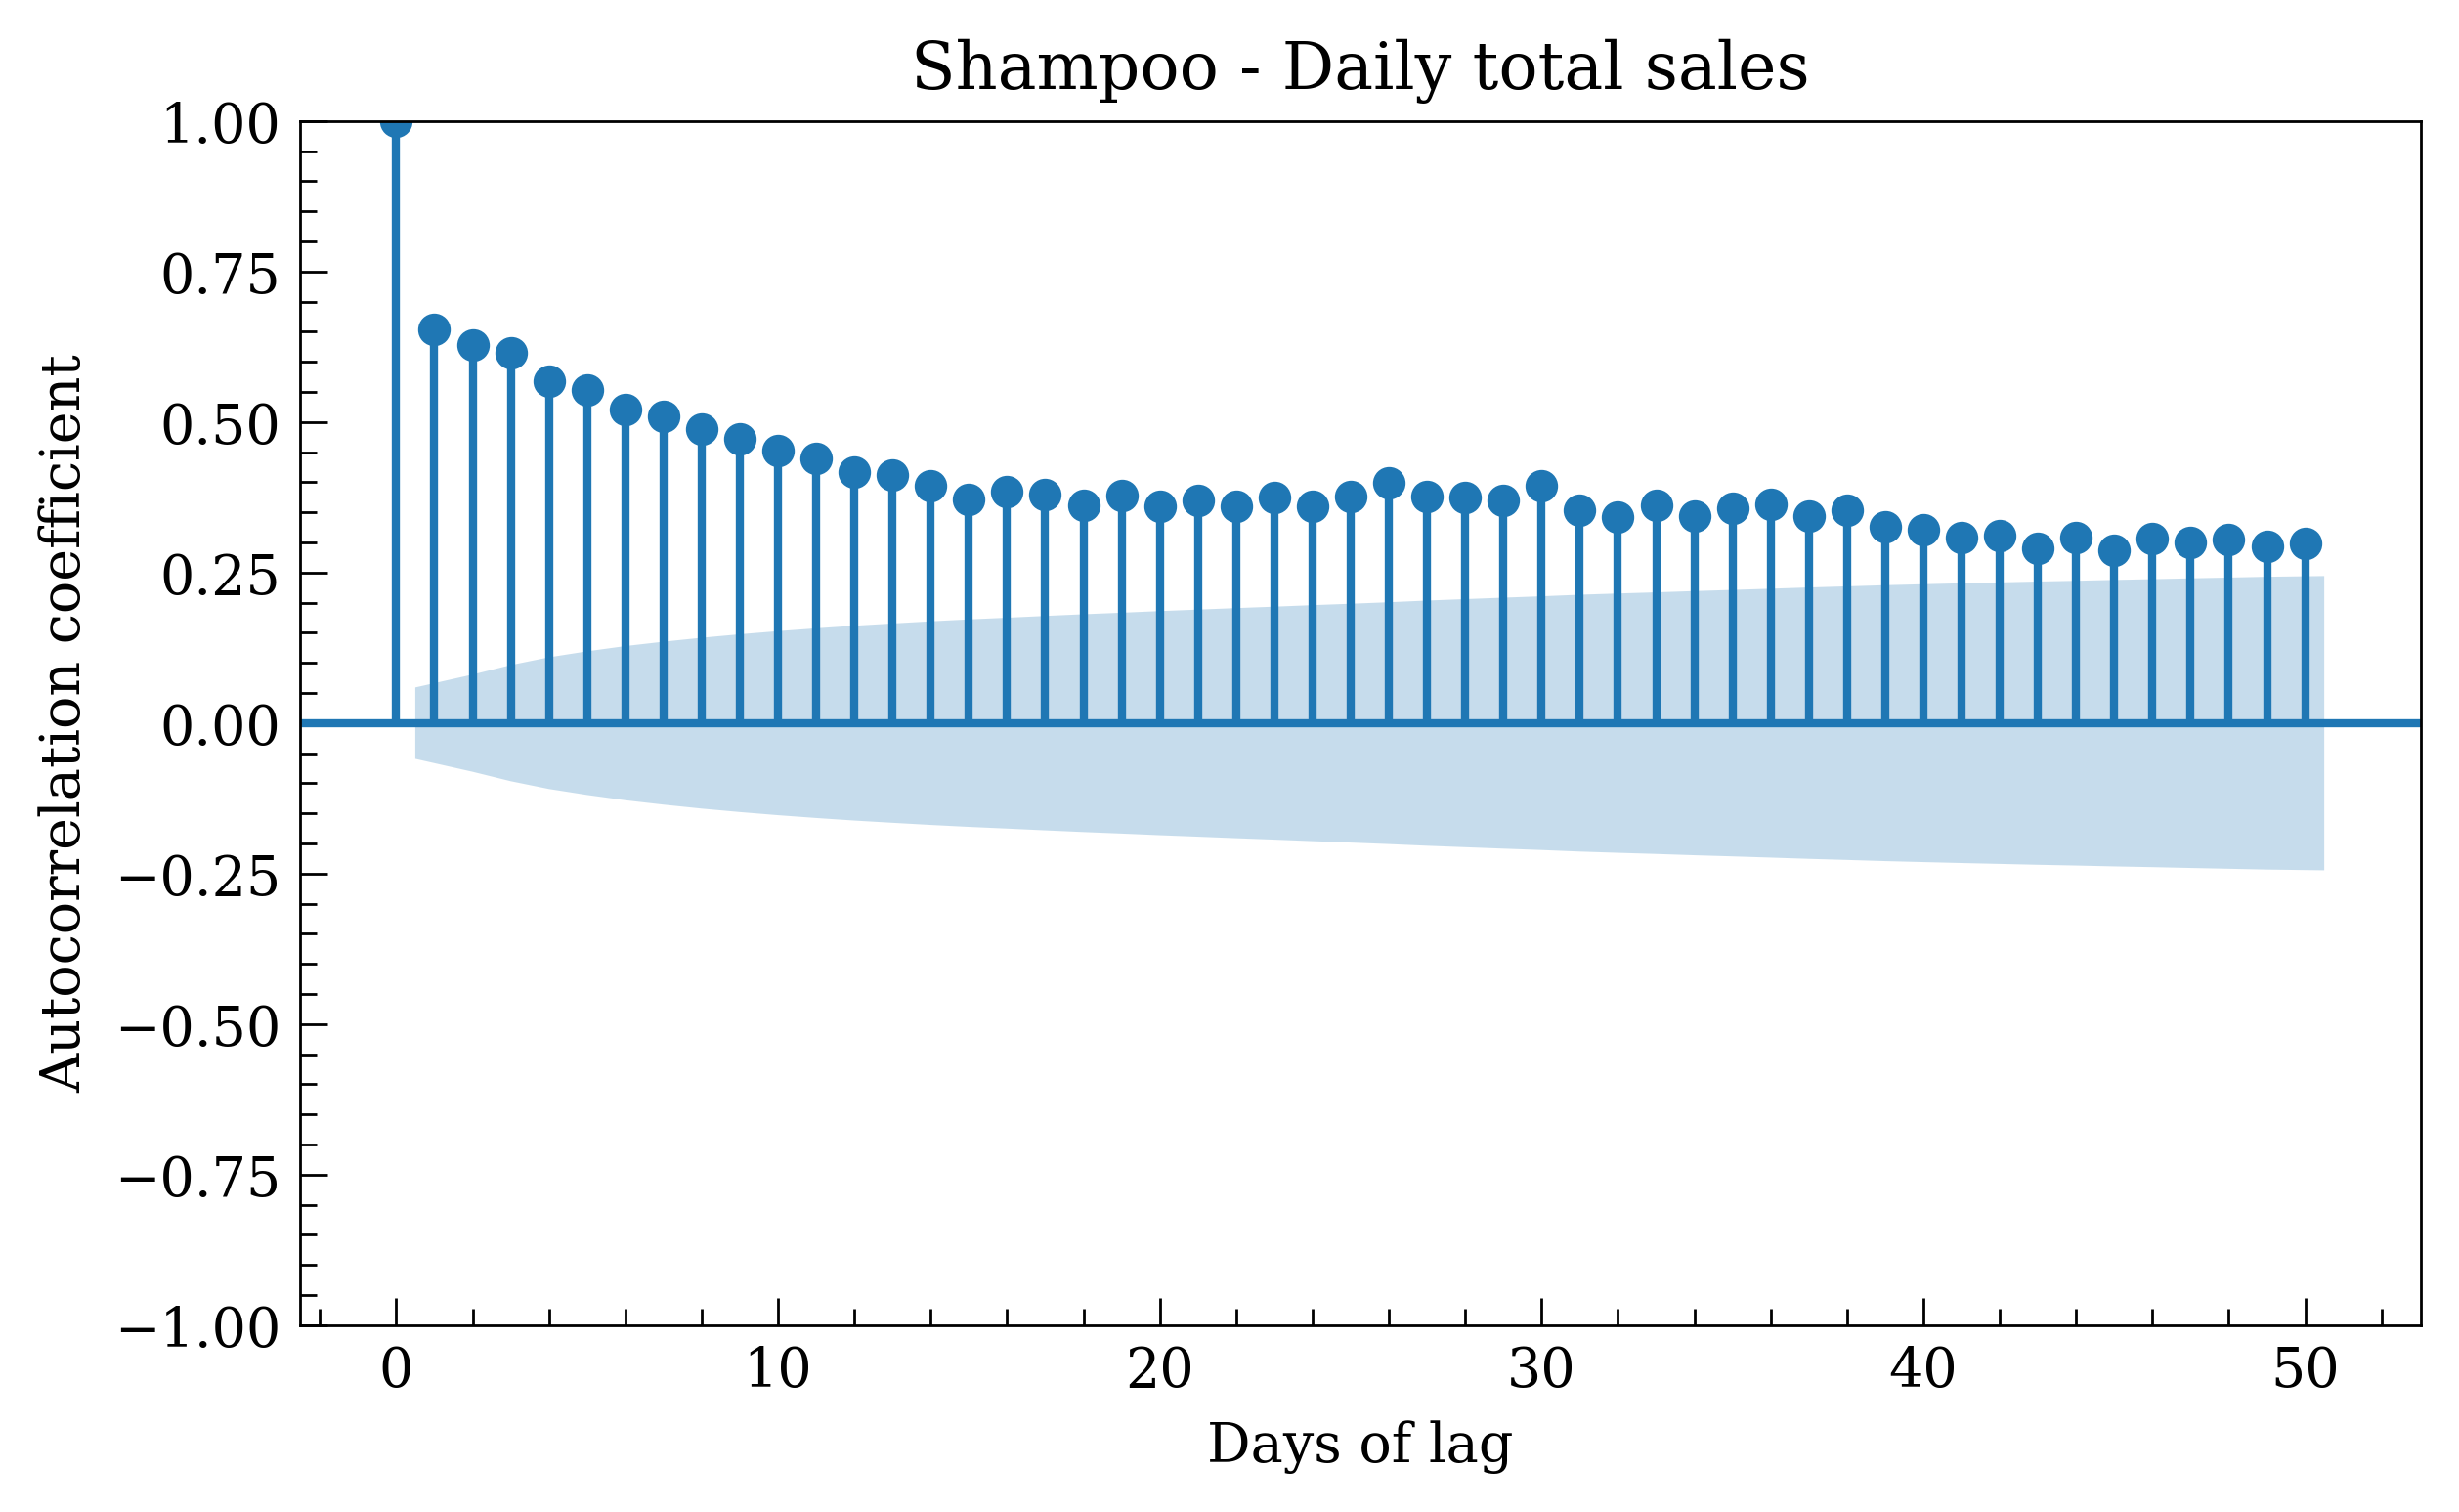 Shampoo - Daily total sales
Autocorrelation coefficient
1.00
0.75
0.50
0.25
0.00
−0.25
−0.50
−0.75
−1.00
0 10 20 30 40 50
Days of lag